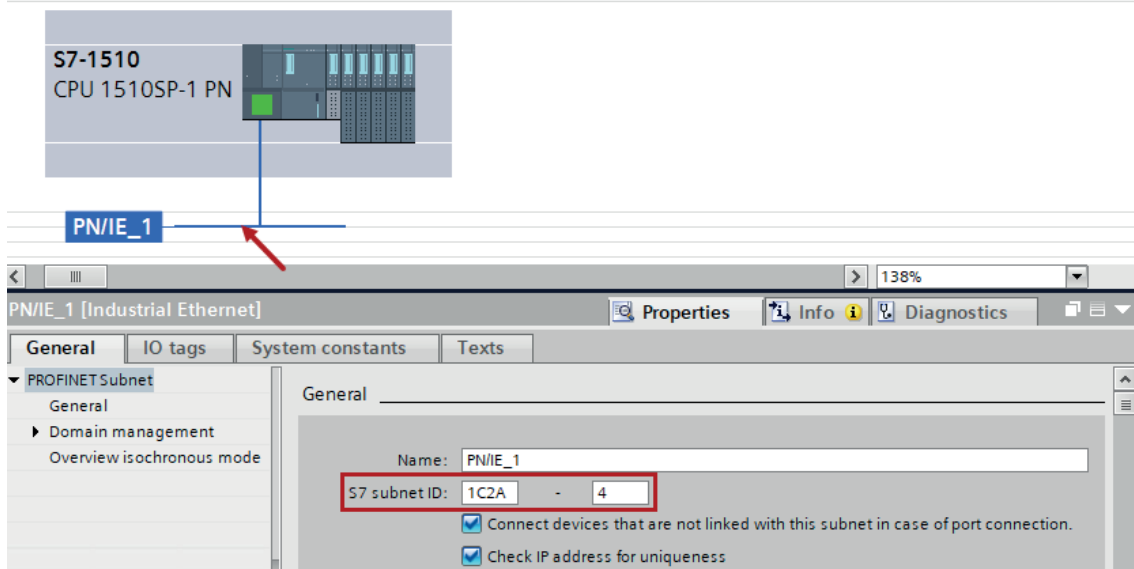 S7-1510
CPU 1510SP-1 PN
PN/IE_1
138%
PN/IE_1 [Industrial Ethernet]
Properties
Info
Diagnostics
General
IO tags
System constants
Texts
PROFINET Subnet
General
Domain management
Overview isochronous mode
General
Name: PN/IE_1
S7 subnet ID: 1C2A - 4
Connect devices that are not linked with this subnet in case of port connection.
Check IP address for uniqueness